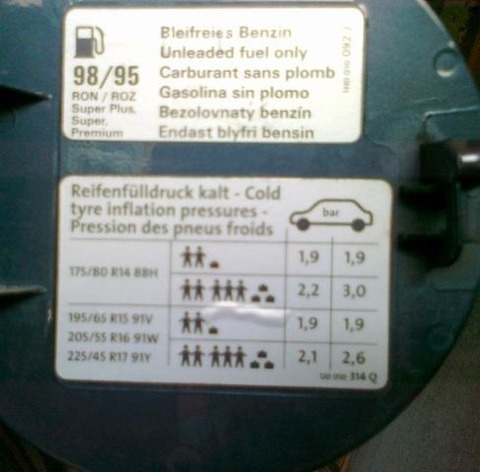 98/95
RON / ROZ
Super Plus.
Super.
Premium
Bleifreies Benzin
Unleaded fuel only
Carburant sans plomb
Gasolina sin plomo
Bezolovnaty benzín
Endast blyfri bensin
Reifenfülldruck kalt - Cold
tyre inflation pressures -
Pression des pneus froids
bar
175/80 R14 88H
1,9 1,9
2,2 3,0
195/65 R15 91V
205/55 R16 91W
225/45 R17 91Y
1,9 1,9
2,1 2,6
314 Q